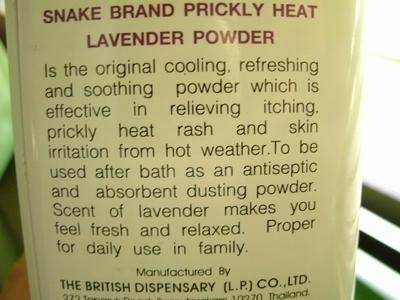 SNAKE BRAND PRICKLY HEAT
LAVENDER POWDER
Is the original cooling, refreshing
and soothing powder which is
effective in relieving itching,
prickly heat rash and skin
irritation from hot weather.To be
used after bath as an antiseptic
and absorbent dusting powder.
Scent of lavender makes you
feel fresh and relaxed. Proper
for daily use in family.
Manufactured By
THE BRITISH DISPENSARY (L.P.) CO.,LTD.
Road, 10270, Thailand.